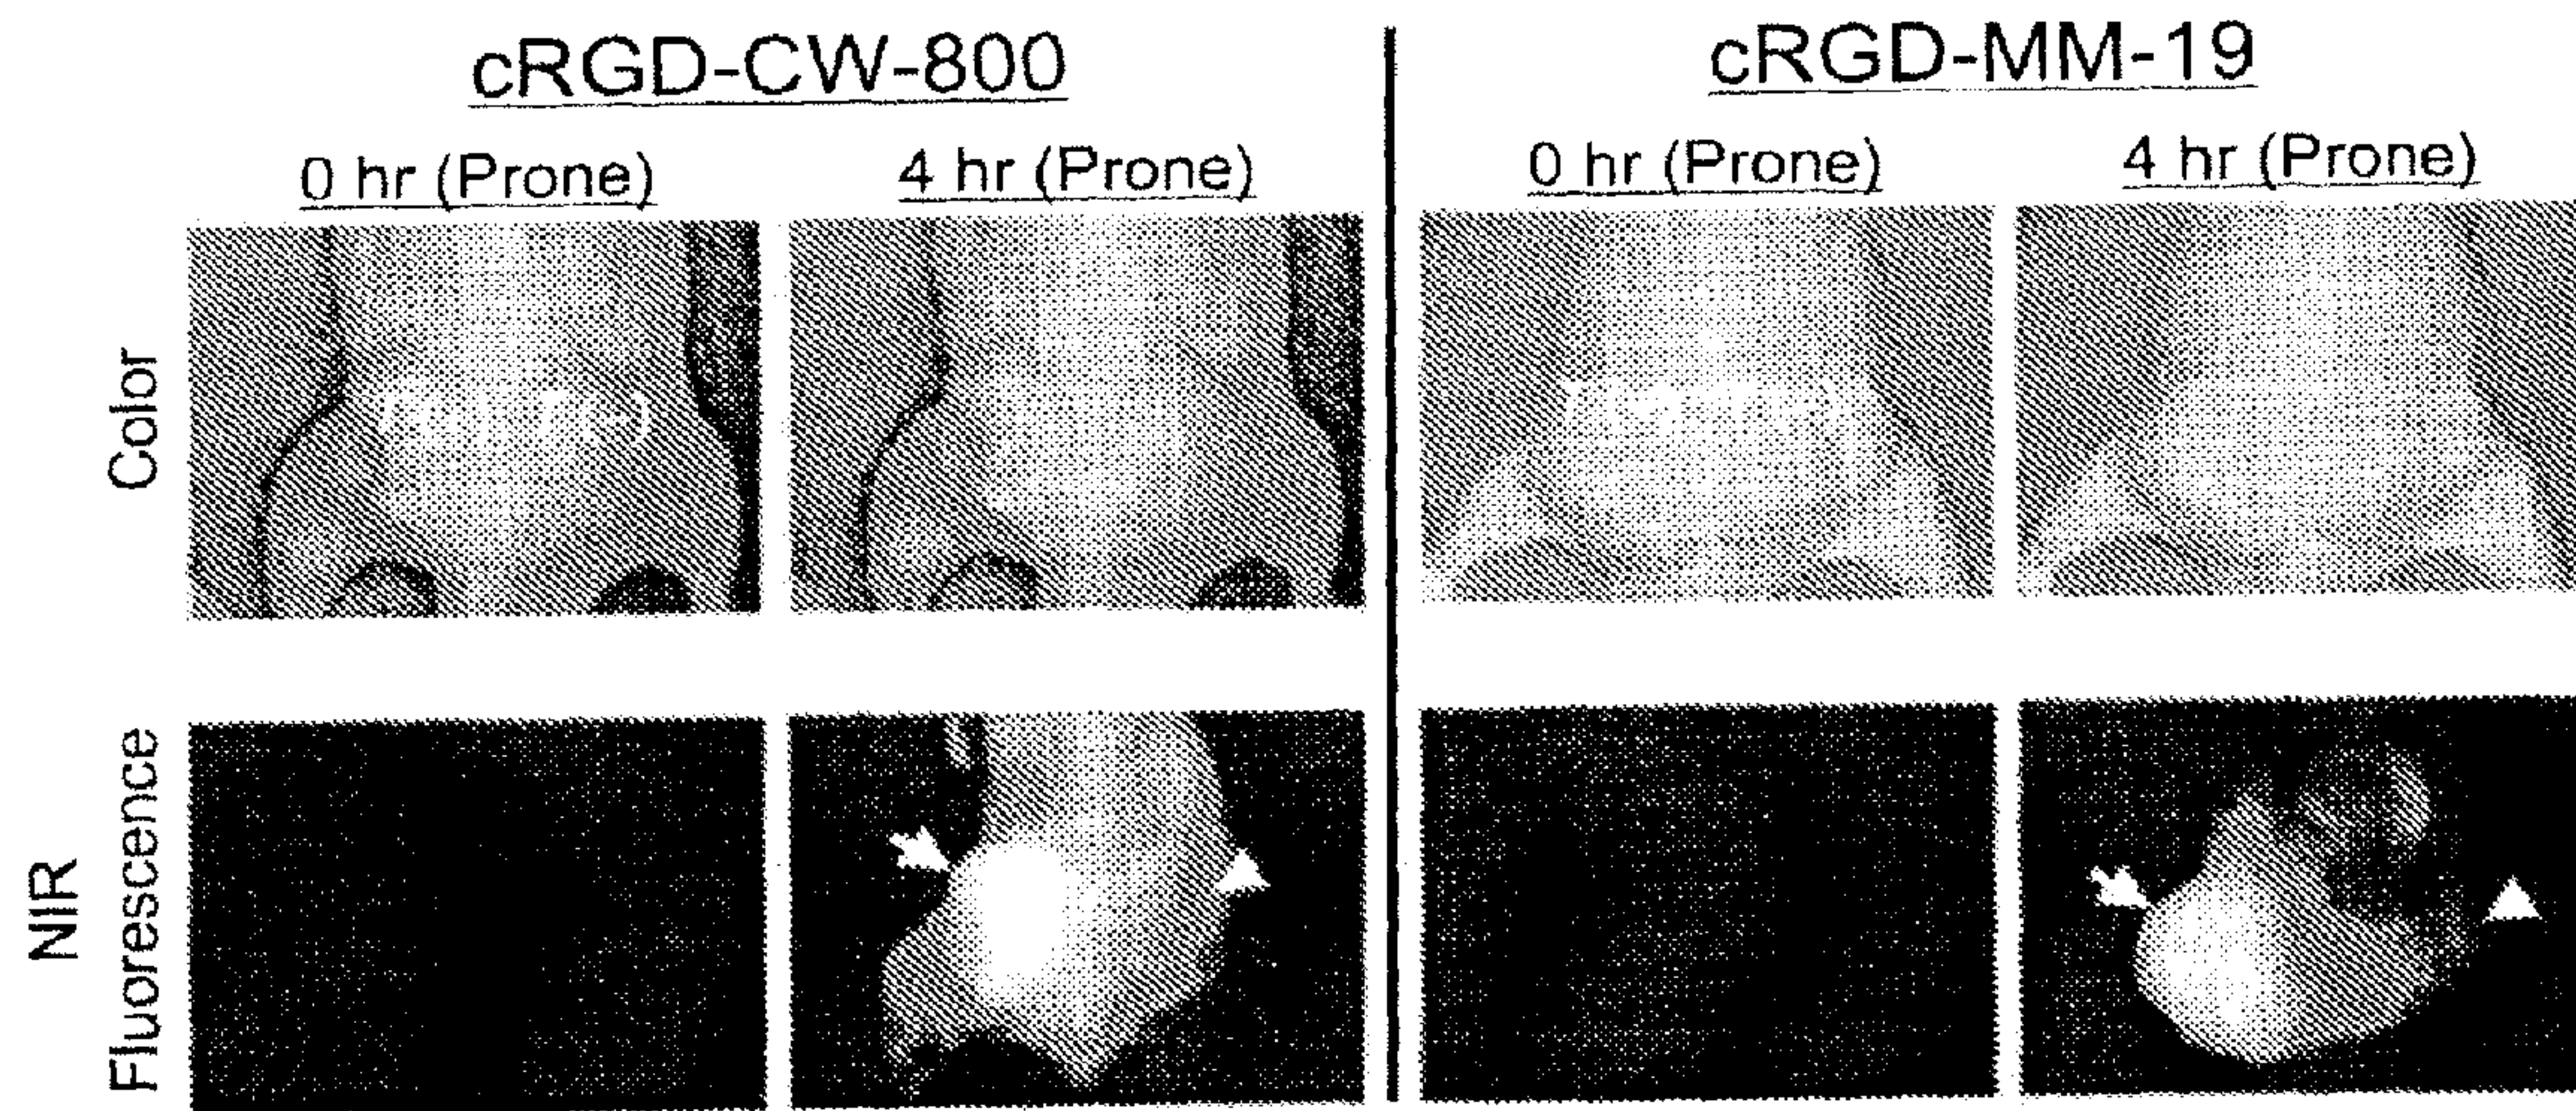 cRGD-CW-800
cRGD-MM-19
0 hr (Prone)
4 hr (Prone)
0 hr (Prone)
4 hr (Prone)
Color
NIR
Fluorescence